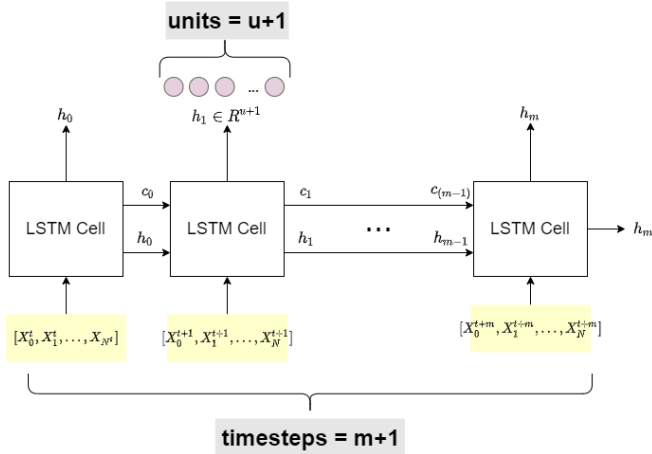 units = u+1
...
h_0
h_1 ∈ R^{u+1}
h_m
c_0
c_1
c_{(m-1)}
LSTM Cell
LSTM Cell
...
LSTM Cell
h_m
h_0
h_1
h_{m-1}
[X_0^t, X_1^t, ..., X_{N^t}]
[X_0^{t+1}, X_1^{t+1}, ..., X_N^{t+1}]
[X_0^{t+m}, X_1^{t+m}, ..., X_N^{t+m}]
timesteps = m+1